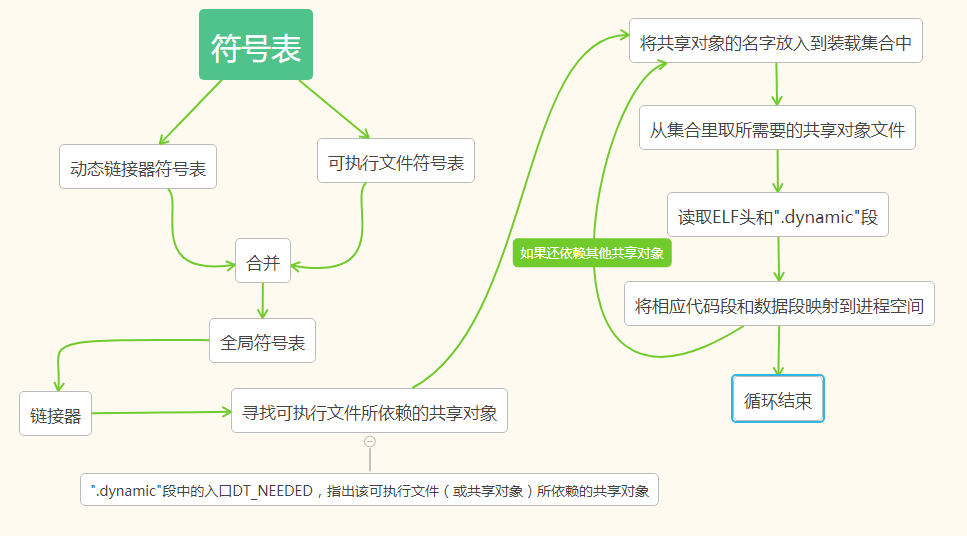 符号表
动态链接器符号表
可执行文件符号表
合并
全局符号表
链接器
寻找可执行文件所依赖的共享对象
".dynamic"段中的入口DT_NEEDED，指出该可执行文件（或共享对象）所依赖的共享对象
将共享对象的名字放入到装载集合中
从集合里取所需要的共享对象文件
读取ELF头和".dynamic"段
如果还依赖其他共享对象
将相应代码段和数据段映射到进程空间
循环结束